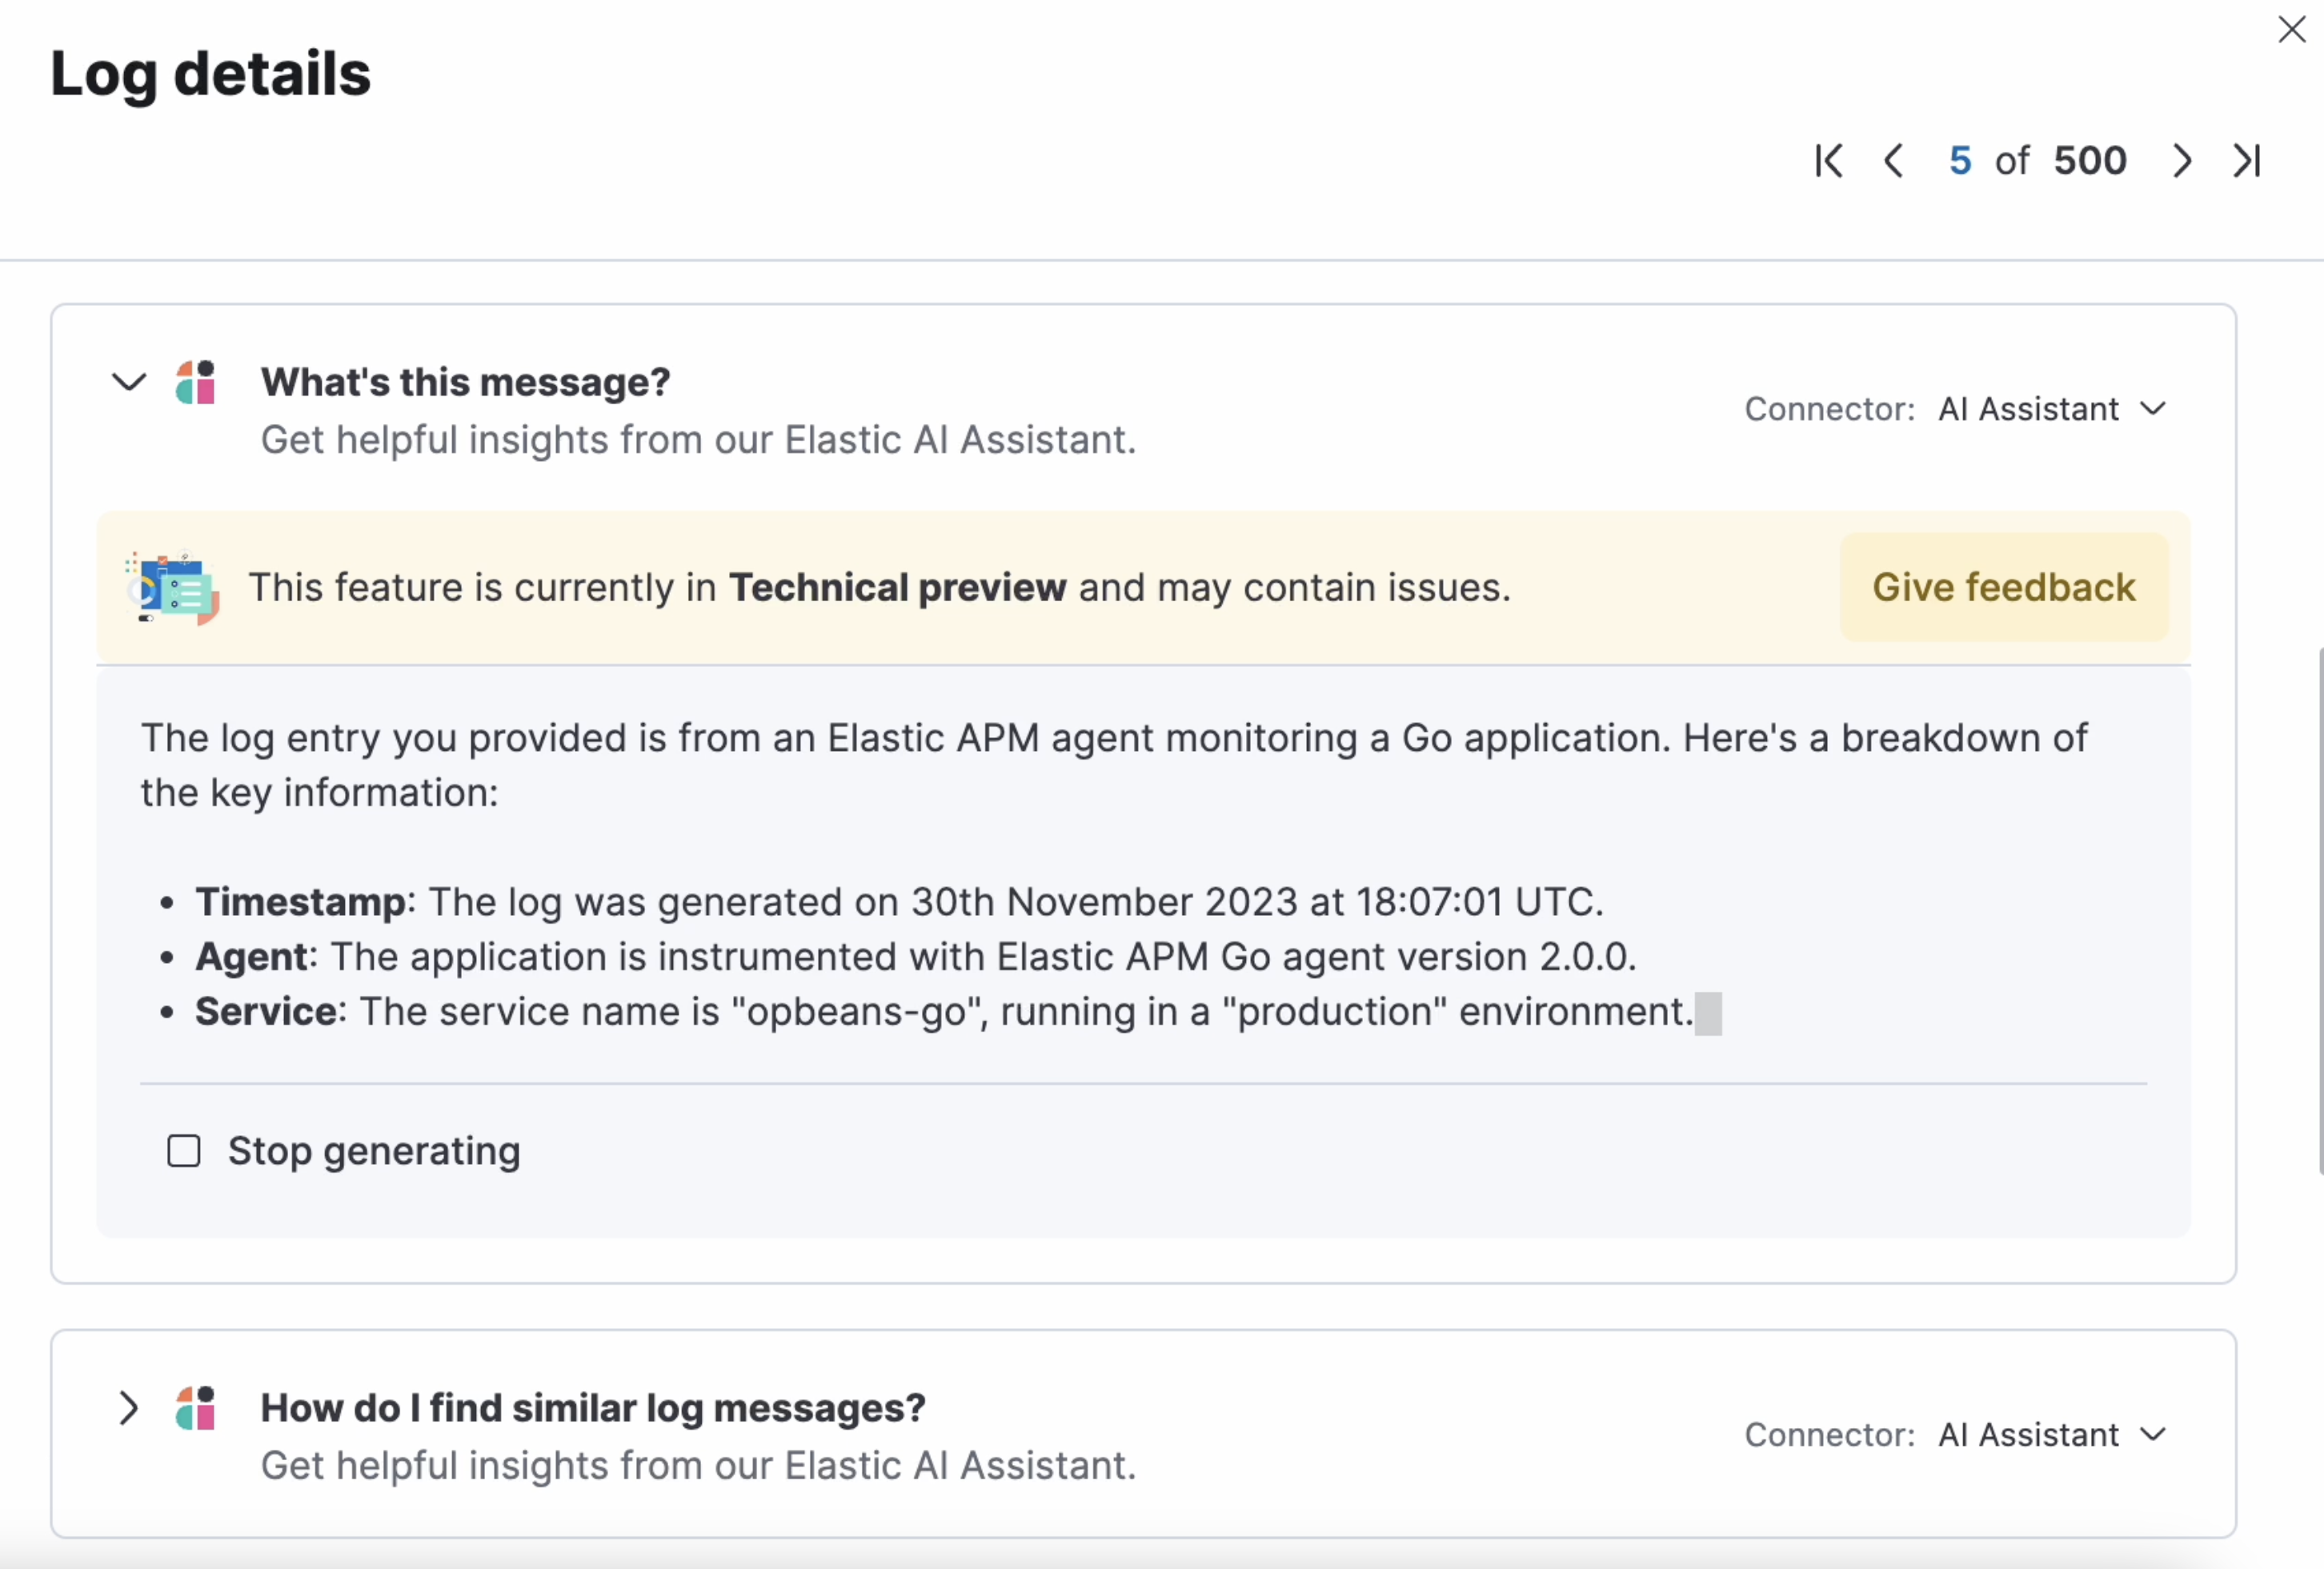 Log details
5 of 500
What's this message?
Get helpful insights from our Elastic AI Assistant.
Connector: AI Assistant
This feature is currently in Technical preview and may contain issues.
Give feedback
The log entry you provided is from an Elastic APM agent monitoring a Go application. Here's a breakdown of
the key information:
• Timestamp: The log was generated on 30th November 2023 at 18:07:01 UTC.
• Agent: The application is instrumented with Elastic APM Go agent version 2.0.0.
• Service: The service name is "opbeans-go", running in a "production" environment.
Stop generating
How do I find similar log messages?
Get helpful insights from our Elastic AI Assistant.
Connector: AI Assistant